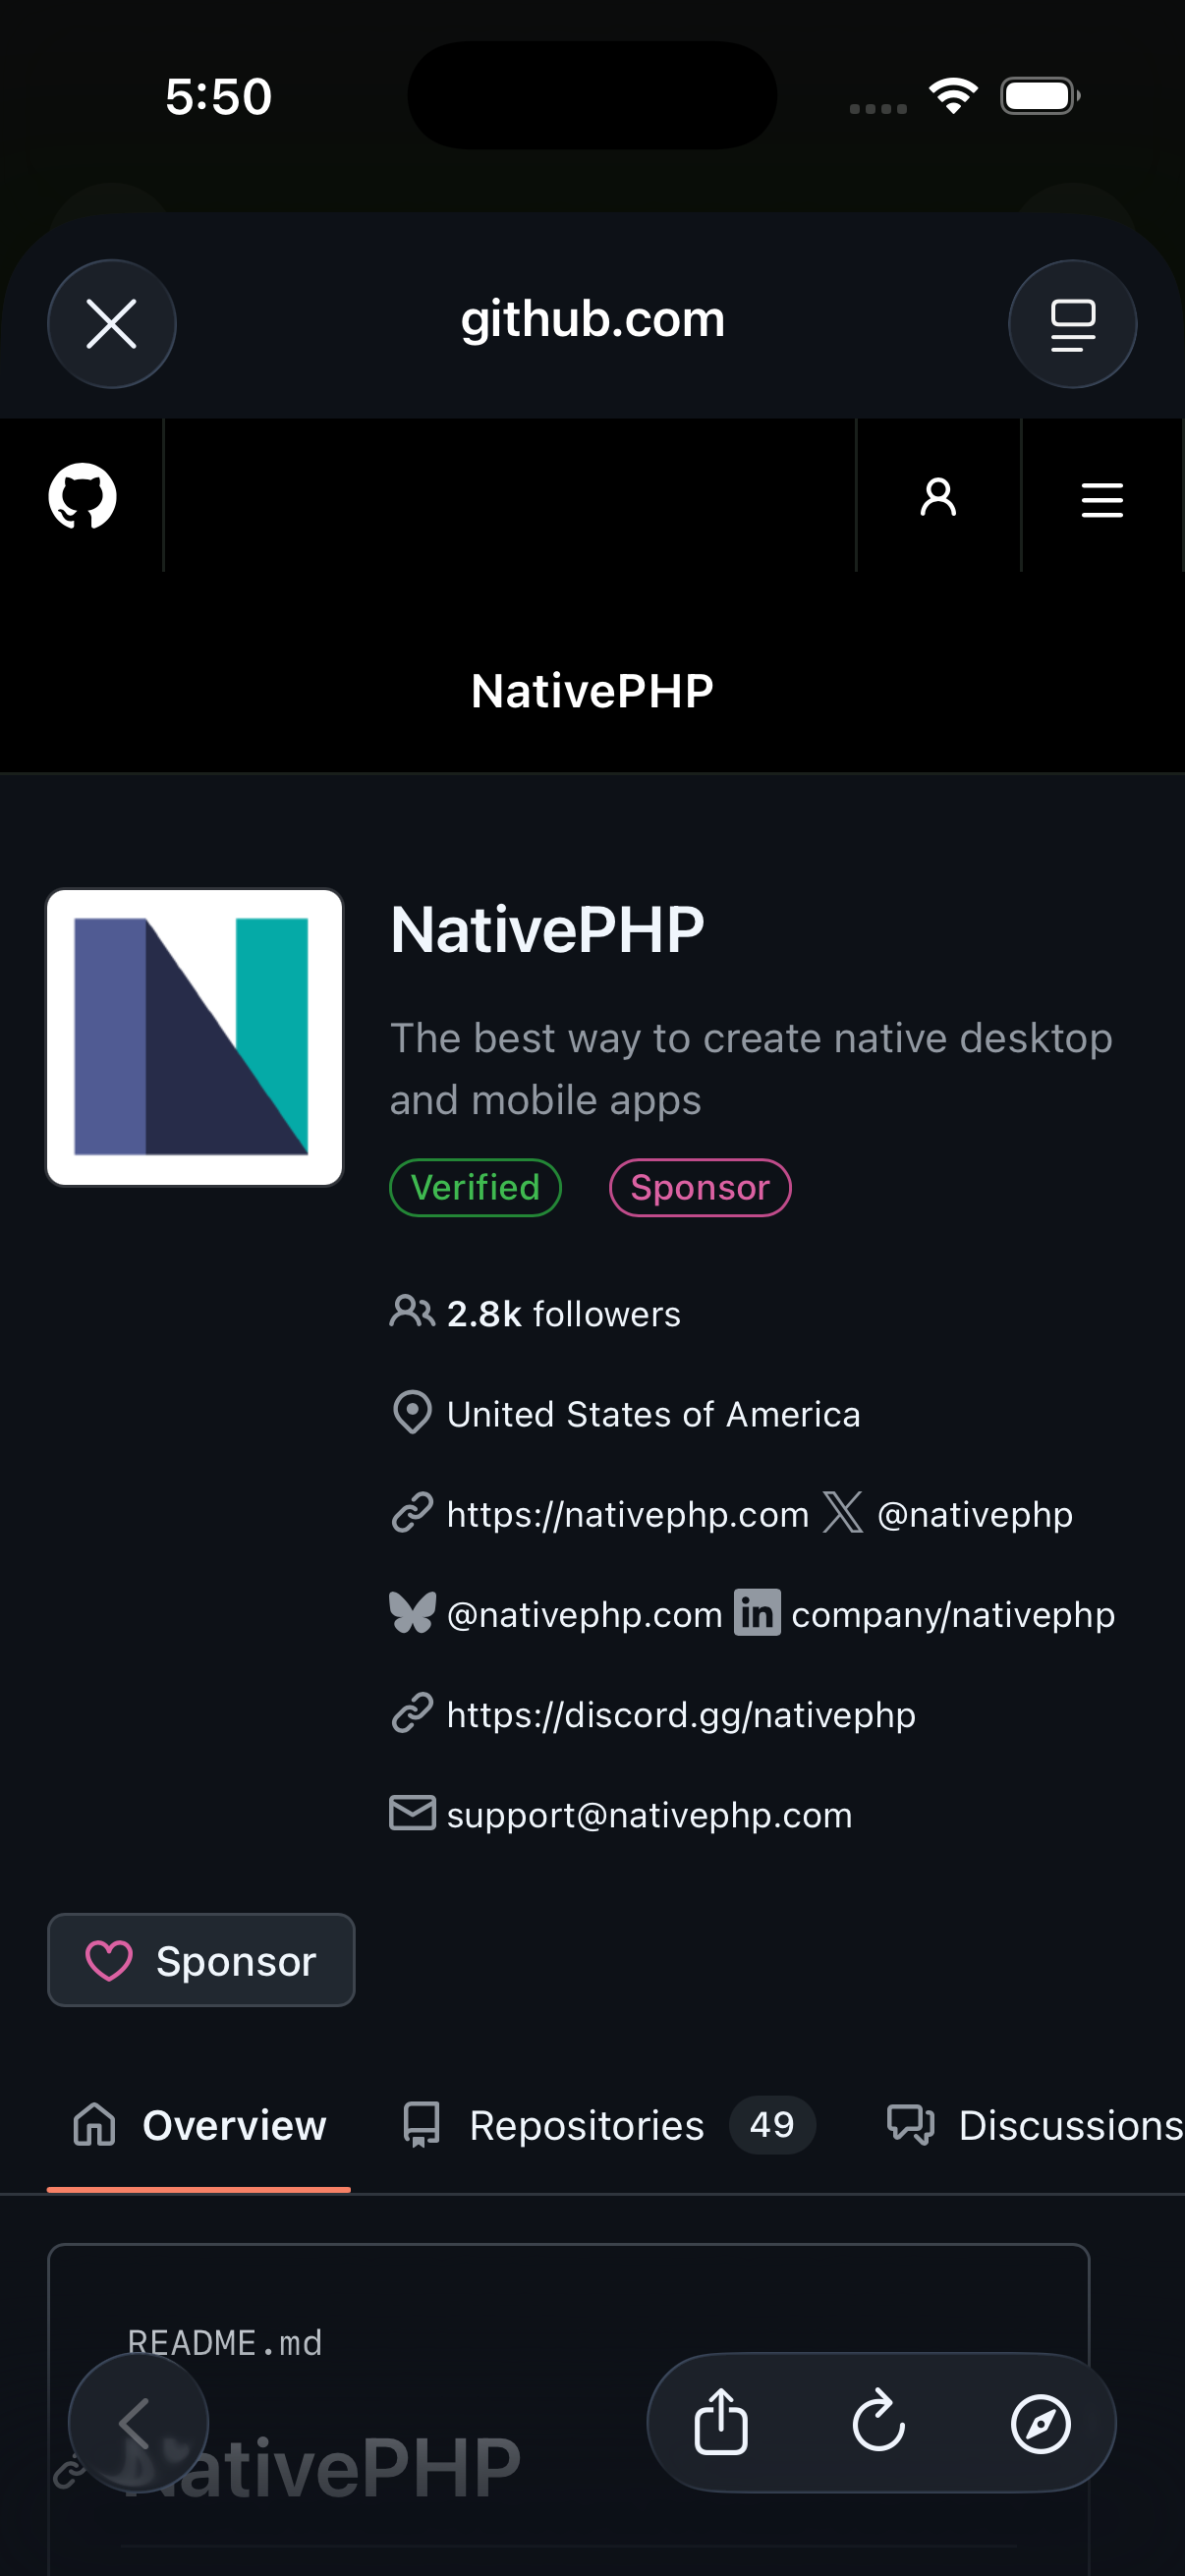 5:50
github.com
NativePHP
NativePHP
The best way to create native desktop
and mobile apps
Verified Sponsor
2.8k followers
United States of America
https://nativephp.com @nativephp
@nativephp.com in company/nativephp
https://discord.gg/nativephp
support@nativephp.com
Sponsor
Overview Repositories 49 Discussions
README.md
NativePHP